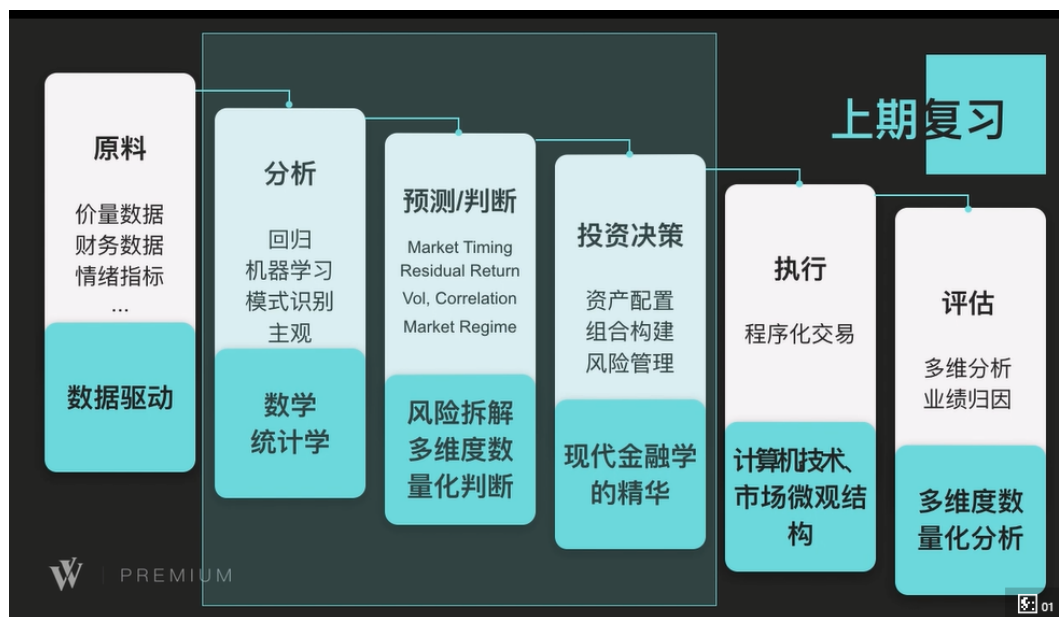 上期复习
原料
价量数据
财务数据
情绪指标
...
数据驱动
分析
回归
机器学习
模式识别
主观
数学
统计学
预测/判断
Market Timing
Residual Return
Vol, Correlation
Market Regime
风险拆解
多维度数
量化判断
投资决策
资产配置
组合构建
风险管理
现代金融学
的精华
执行
程序化交易
计算机技术、
市场微观结
构
评估
多维分析
业绩归因
多维度数
量化分析
W | PREMIUM
01